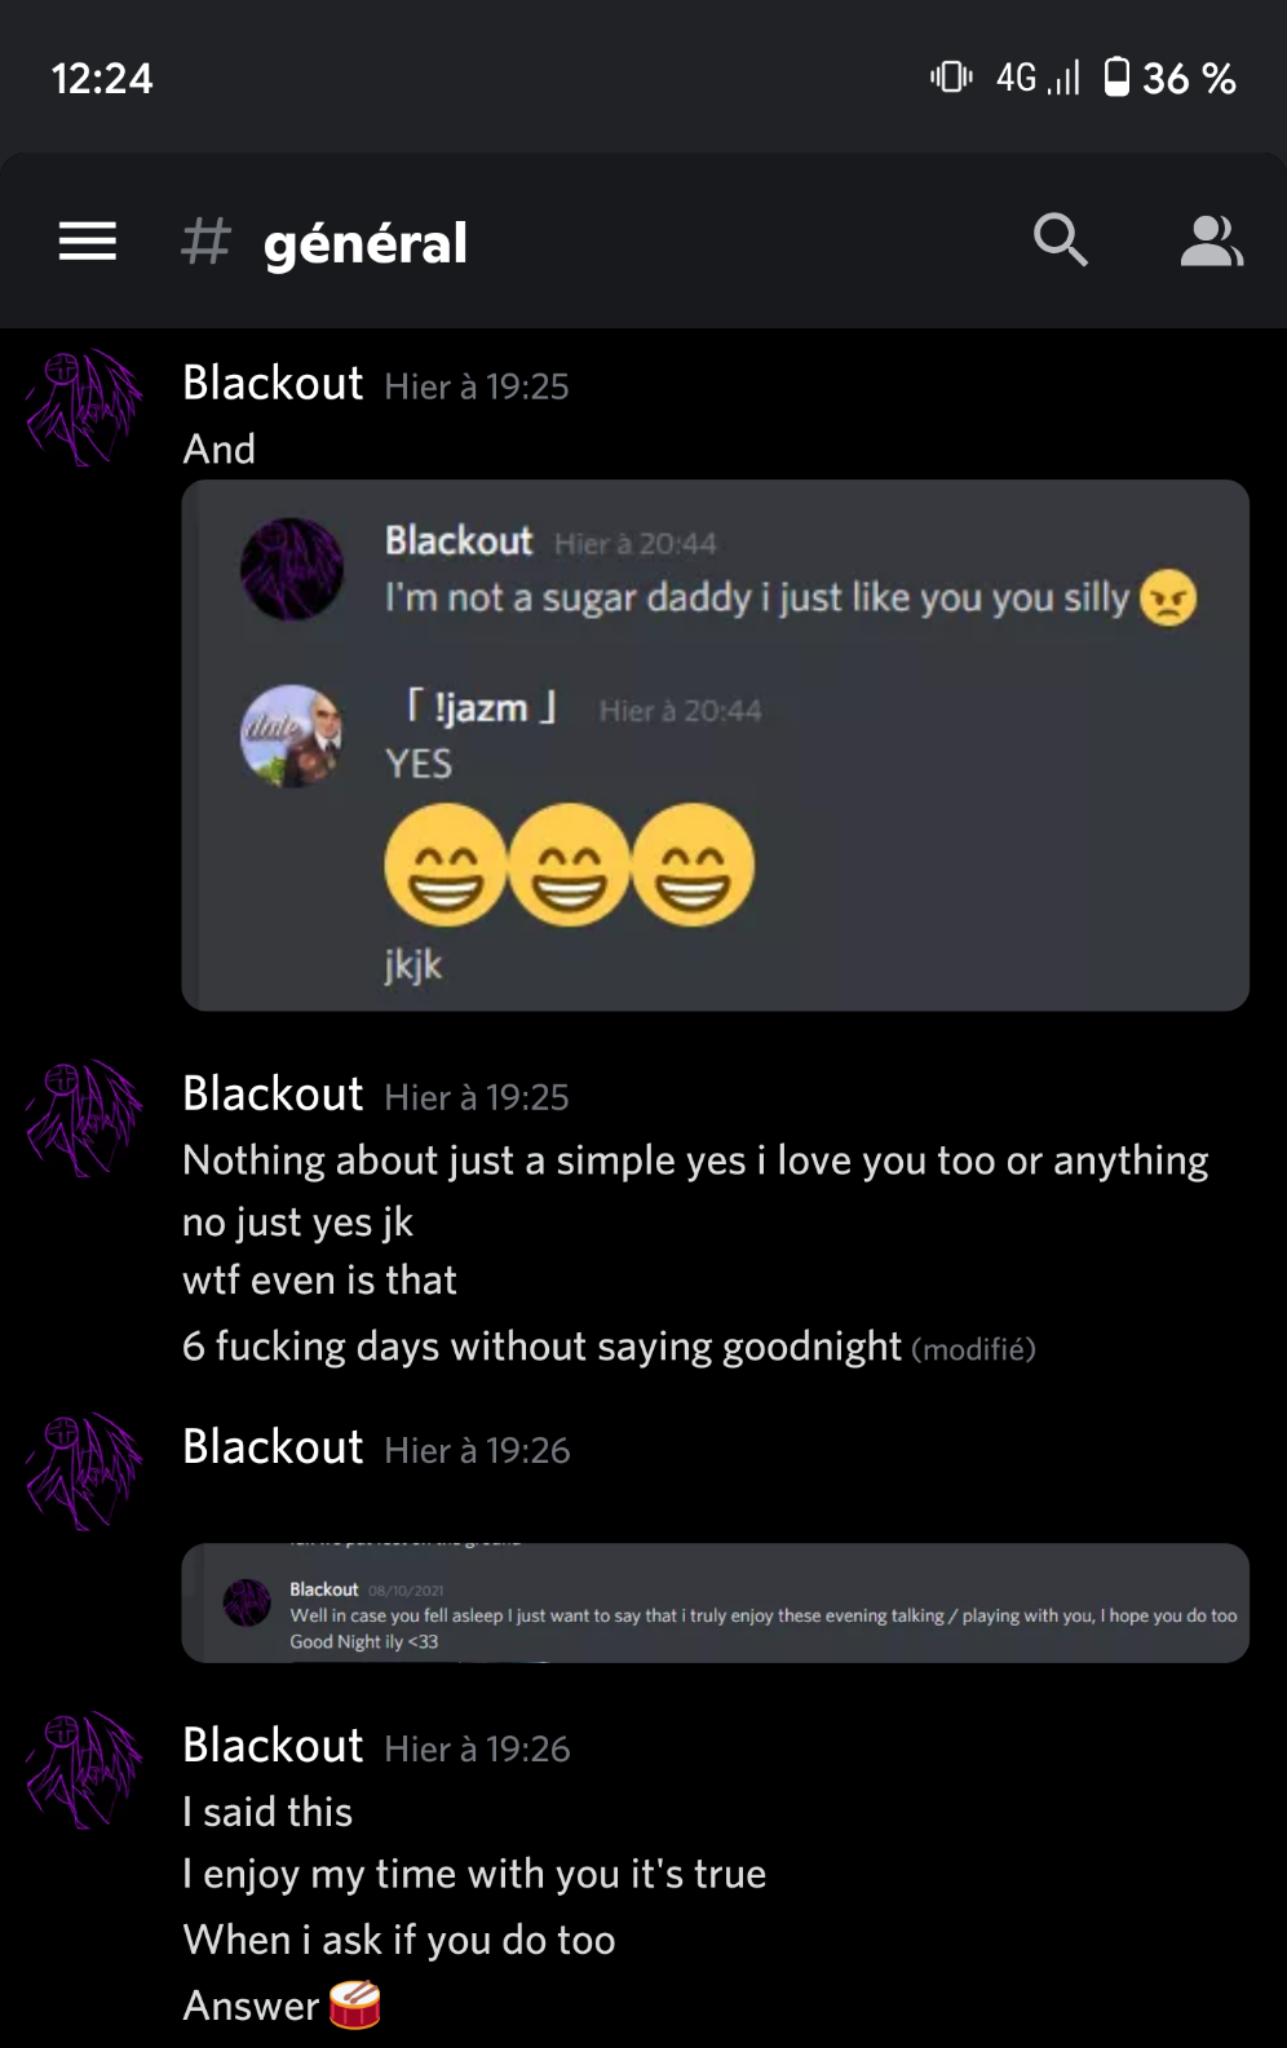 12:24
4G 36 %
# général
Blackout Hier à 19:25
And
Blackout Hier à 20:44
I'm not a sugar daddy i just like you you silly 😠
「 !jazm 」 Hier à 20:44
YES
😁😁😁
jkjk
Blackout Hier à 19:25
Nothing about just a simple yes i love you too or anything
no just yes jk
wtf even is that
6 fucking days without saying goodnight (modifié)
Blackout Hier à 19:26
Blackout 08/10/2021
Well in case you fell asleep I just want to say that i truly enjoy these evening talking / playing with you, I hope you do too
Good Night ily <33
Blackout Hier à 19:26
I said this
I enjoy my time with you it's true
When i ask if you do too
Answer 🥁